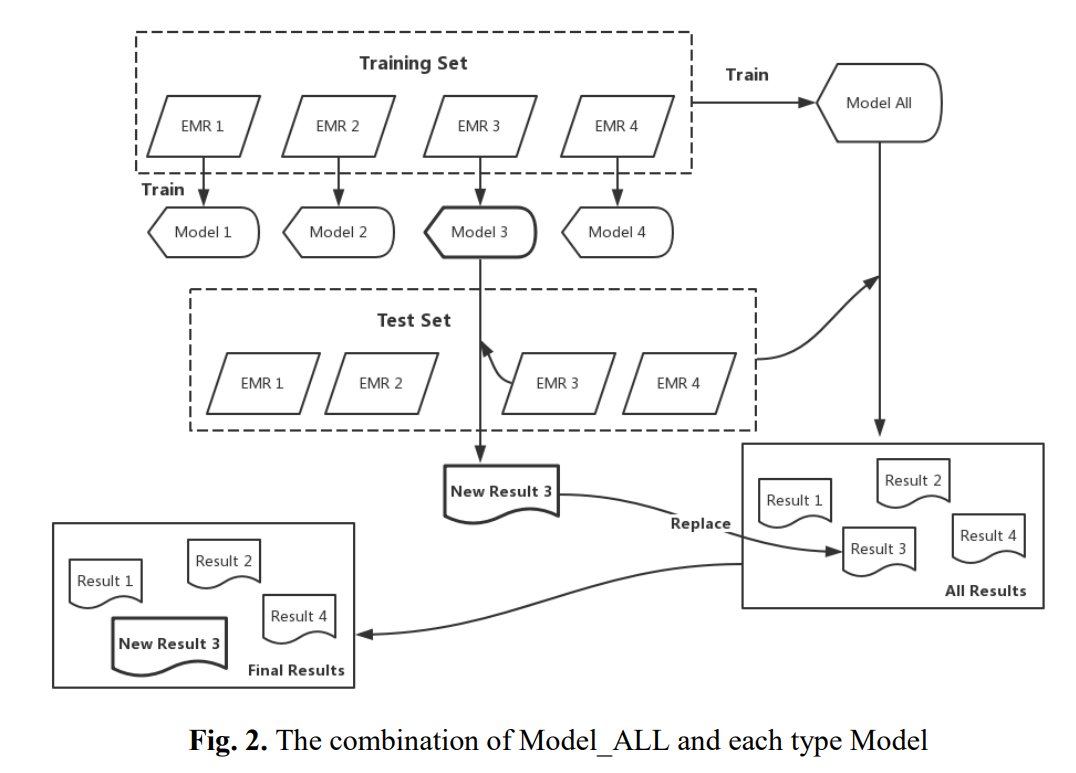 Training Set
Train
Model All
EMR 1
EMR 2
EMR 3
EMR 4
Train
Model 1
Model 2
Model 3
Model 4
Test Set
EMR 1
EMR 2
EMR 3
EMR 4
New Result 3
Replace
Result 1
Result 2
Result 3
Result 4
All Results
Result 1
Result 2
Result 4
New Result 3
Final Results
Fig. 2. The combination of Model_ALL and each type Model